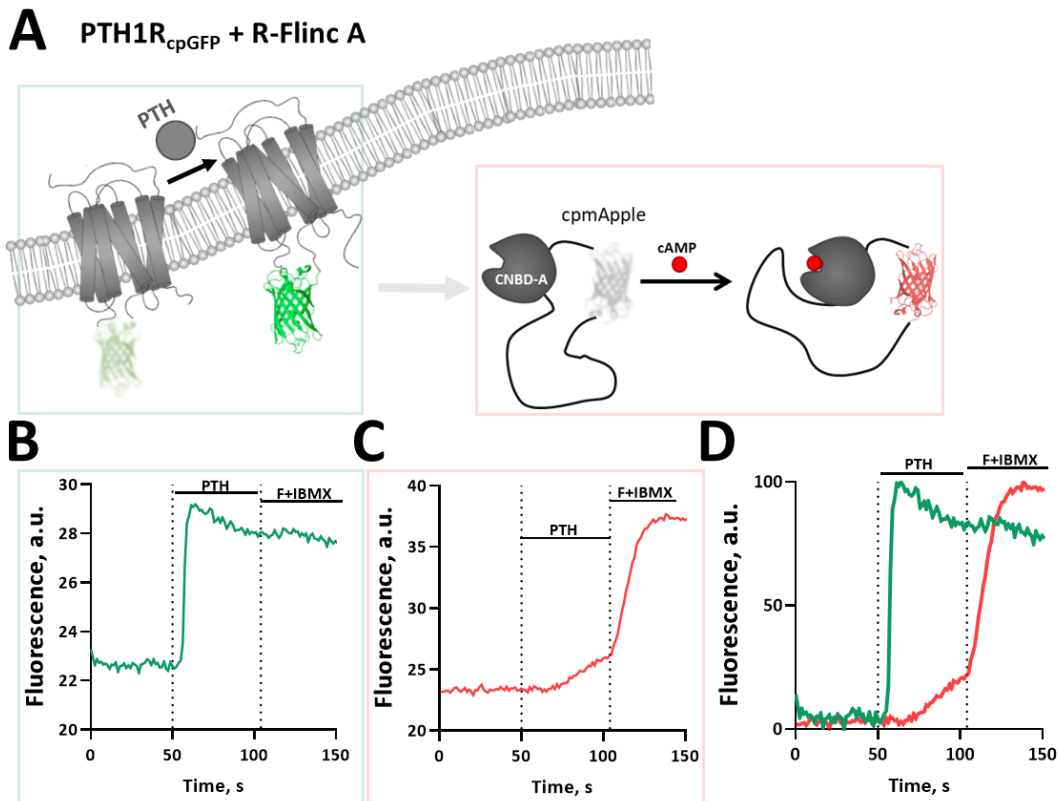 A PTH1RcpGFP + R-Flinc A
PTH
cpmApple
cAMP
CNBD-A
B
PTH
F+IBMX
30
28
26
24
22
20
Fluorescence, a.u.
0 50 100 150
Time, s
C
F+IBMX
PTH
40
35
30
25
20
Fluorescence, a.u.
0 50 100 150
Time, s
D
PTH
F+IBMX
100
50
0
Fluorescence, a.u.
0 50 100 150
Time, s